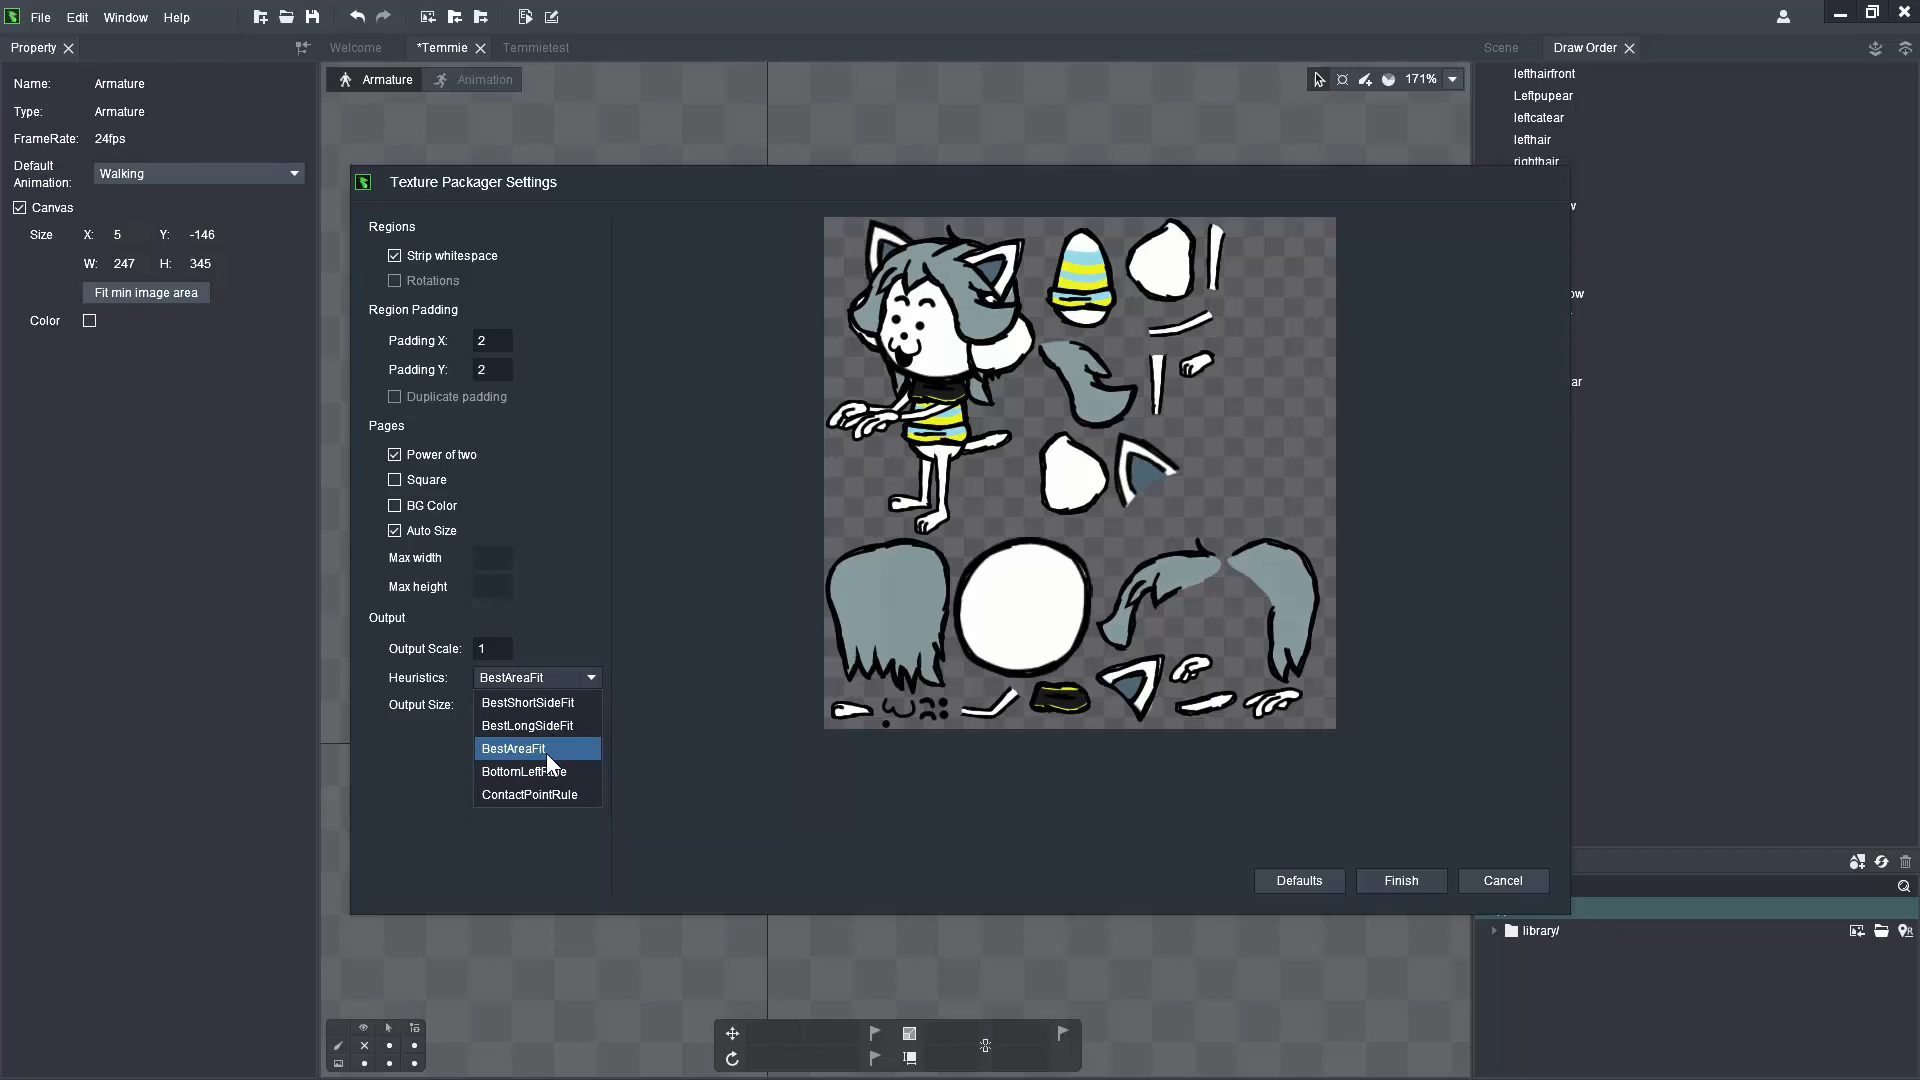 File Edit Window Help
Property
Welcome *Temmie Temmietest
Scene Draw Order
Name: Armature
Type: Armature
FrameRate: 24fps
Default
Animation: Walking
Canvas
Size X: 5 Y: -146
W: 247 H: 345
Fit min image area
Color
Armature Animation
171%
lefthairfront
Leftpupear
leftcatear
lefthair
righthair
Texture Packager Settings
Regions
Strip whitespace
Rotations
Region Padding
Padding X: 2
Padding Y: 2
Duplicate padding
Pages
Power of two
Square
BG Color
Auto Size
Max width
Max height
Output
Output Scale: 1
Heuristics: BestAreaFit
Output Size:
BestShortSideFit
BestLongSideFit
BestAreaFit
BottomLeftRule
ContactPointRule
Defaults Finish Cancel
library/